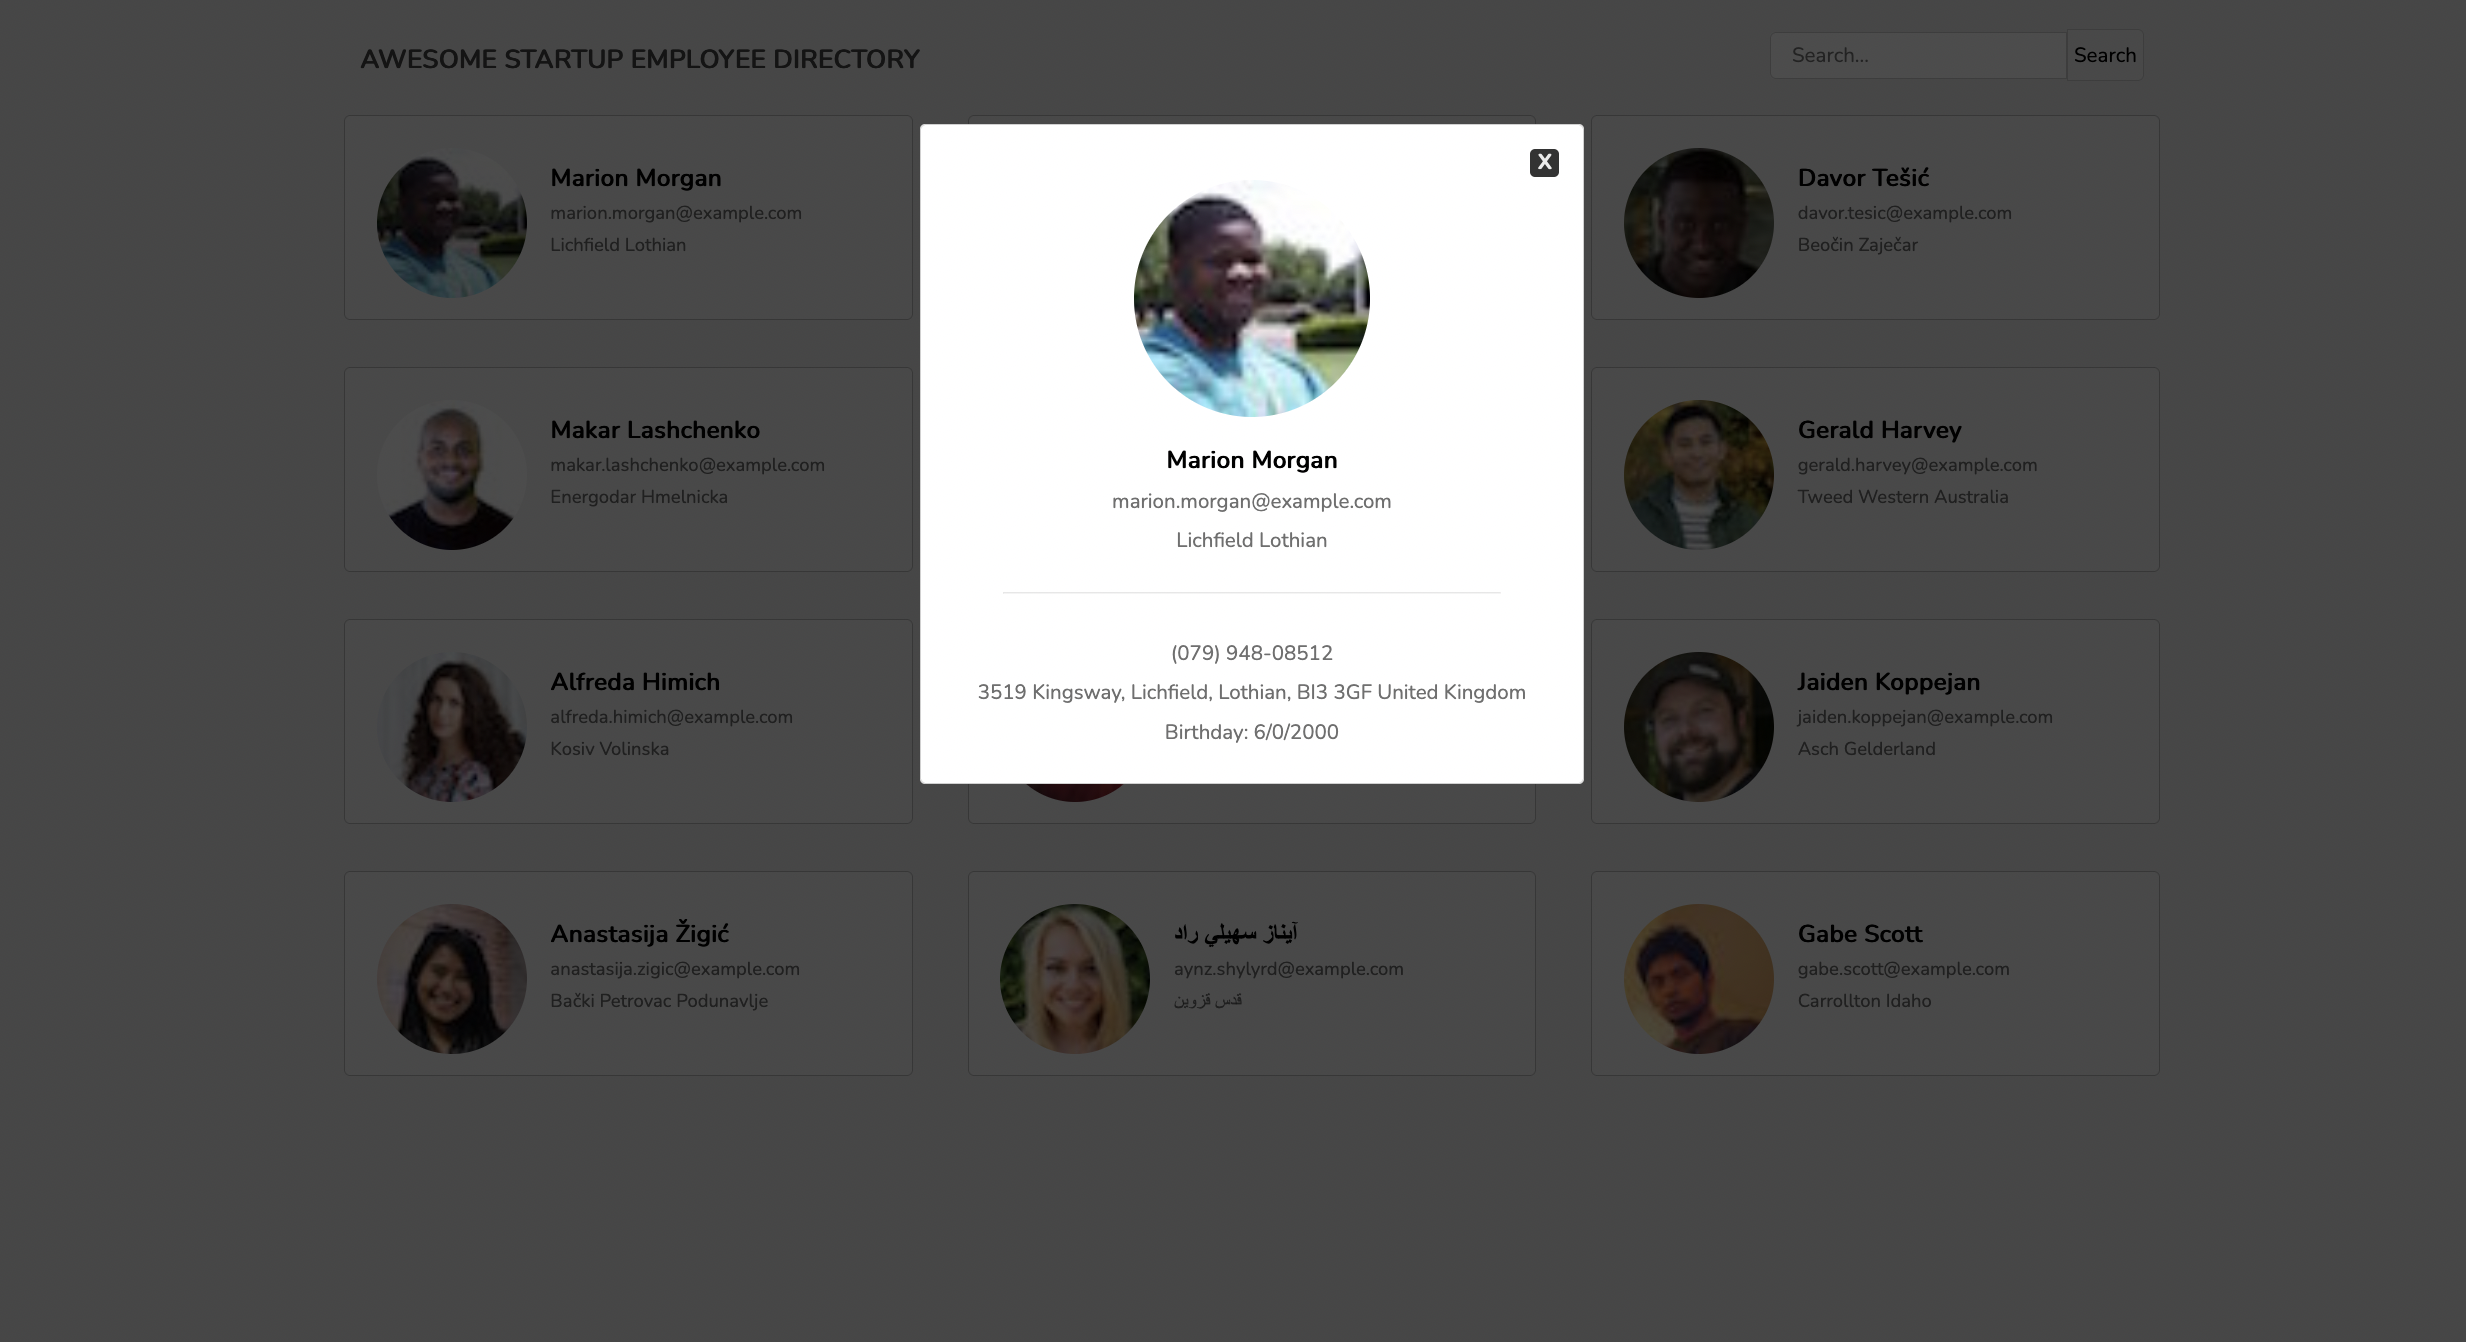 AWESOME STARTUP EMPLOYEE DIRECTORY
Search...
Search
Marion Morgan
marion.morgan@example.com
Lichfield Lothian
X
Marion Morgan
marion.morgan@example.com
Lichfield Lothian
(079) 948-08512
3519 Kingsway, Lichfield, Lothian, BI3 3GF United Kingdom
Birthday: 6/0/2000
Davor Tešić
davor.tesic@example.com
Beočin Zaječar
Makar Lashchenko
makar.lashchenko@example.com
Energodar Hmelnicka
Gerald Harvey
gerald.harvey@example.com
Tweed Western Australia
Alfreda Himich
alfreda.himich@example.com
Kosiv Volinska
Jaiden Koppejan
jaiden.koppejan@example.com
Asch Gelderland
Anastasija Žigić
anastasija.zigic@example.com
Bački Petrovac Podunavlje
آیناز سهيلي راد
aynz.shylyrd@example.com
قدس قزوین
Gabe Scott
gabe.scott@example.com
Carrollton Idaho